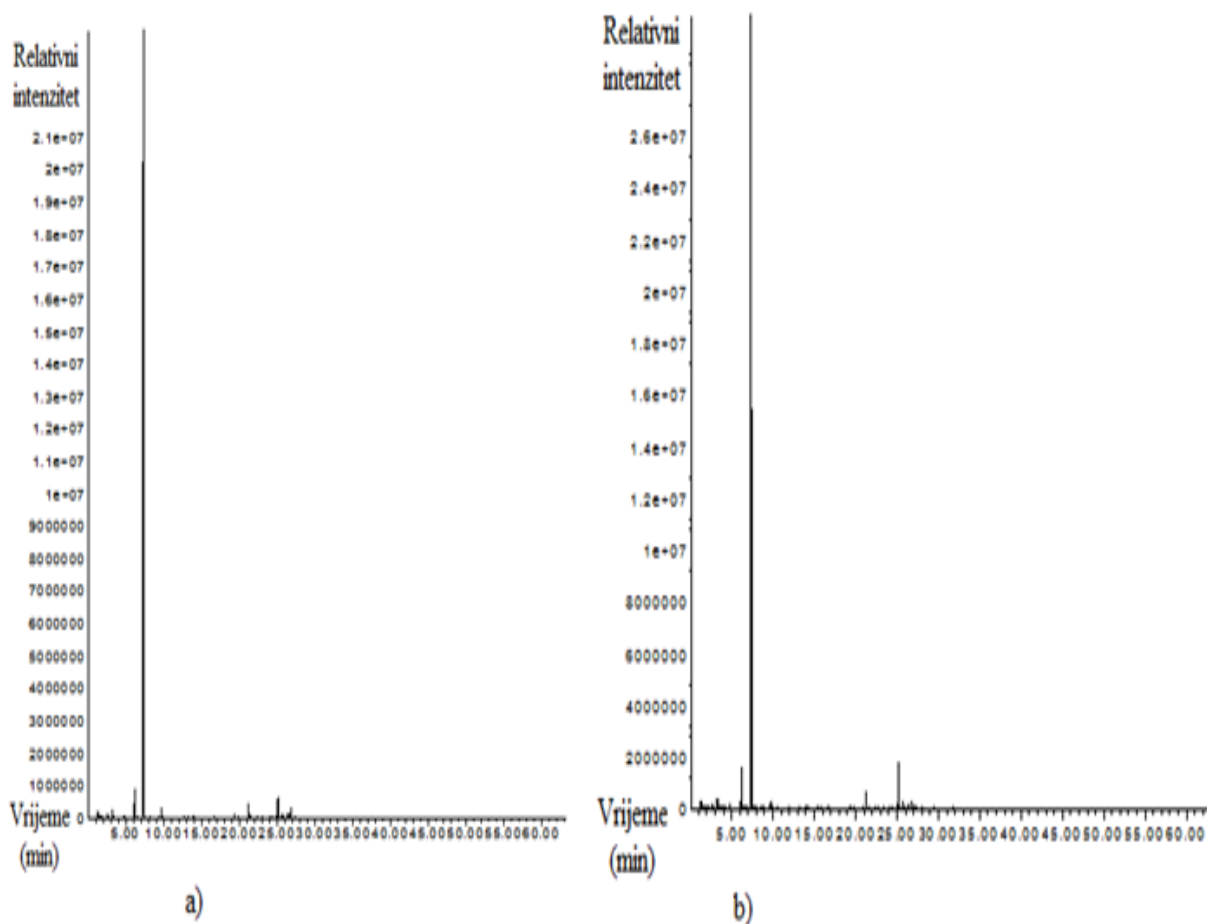 Relativni
intenzitet
2.1e+07
2e+07
1.9e+07
1.8e+07
1.7e+07
1.6e+07
1.5e+07
1.4e+07
1.3e+07
1.2e+07
1.1e+07
1e+07
9000000
8000000
7000000
6000000
5000000
4000000
3000000
2000000
1000000
Vrijeme
(min)
5.00 10.00 15.00 20.00 25.00 30.00 35.00 40.00 45.00 50.00 55.00 60.00
a)
Relativni
intenzitet
2.6e+07
2.4e+07
2.2e+07
2e+07
1.8e+07
1.6e+07
1.4e+07
1.2e+07
1e+07
8000000
6000000
4000000
2000000
Vrijeme
(min)
5.00 10.00 15.00 20.00 25.00 30.00 35.00 40.00 45.00 50.00 55.00 60.00
b)